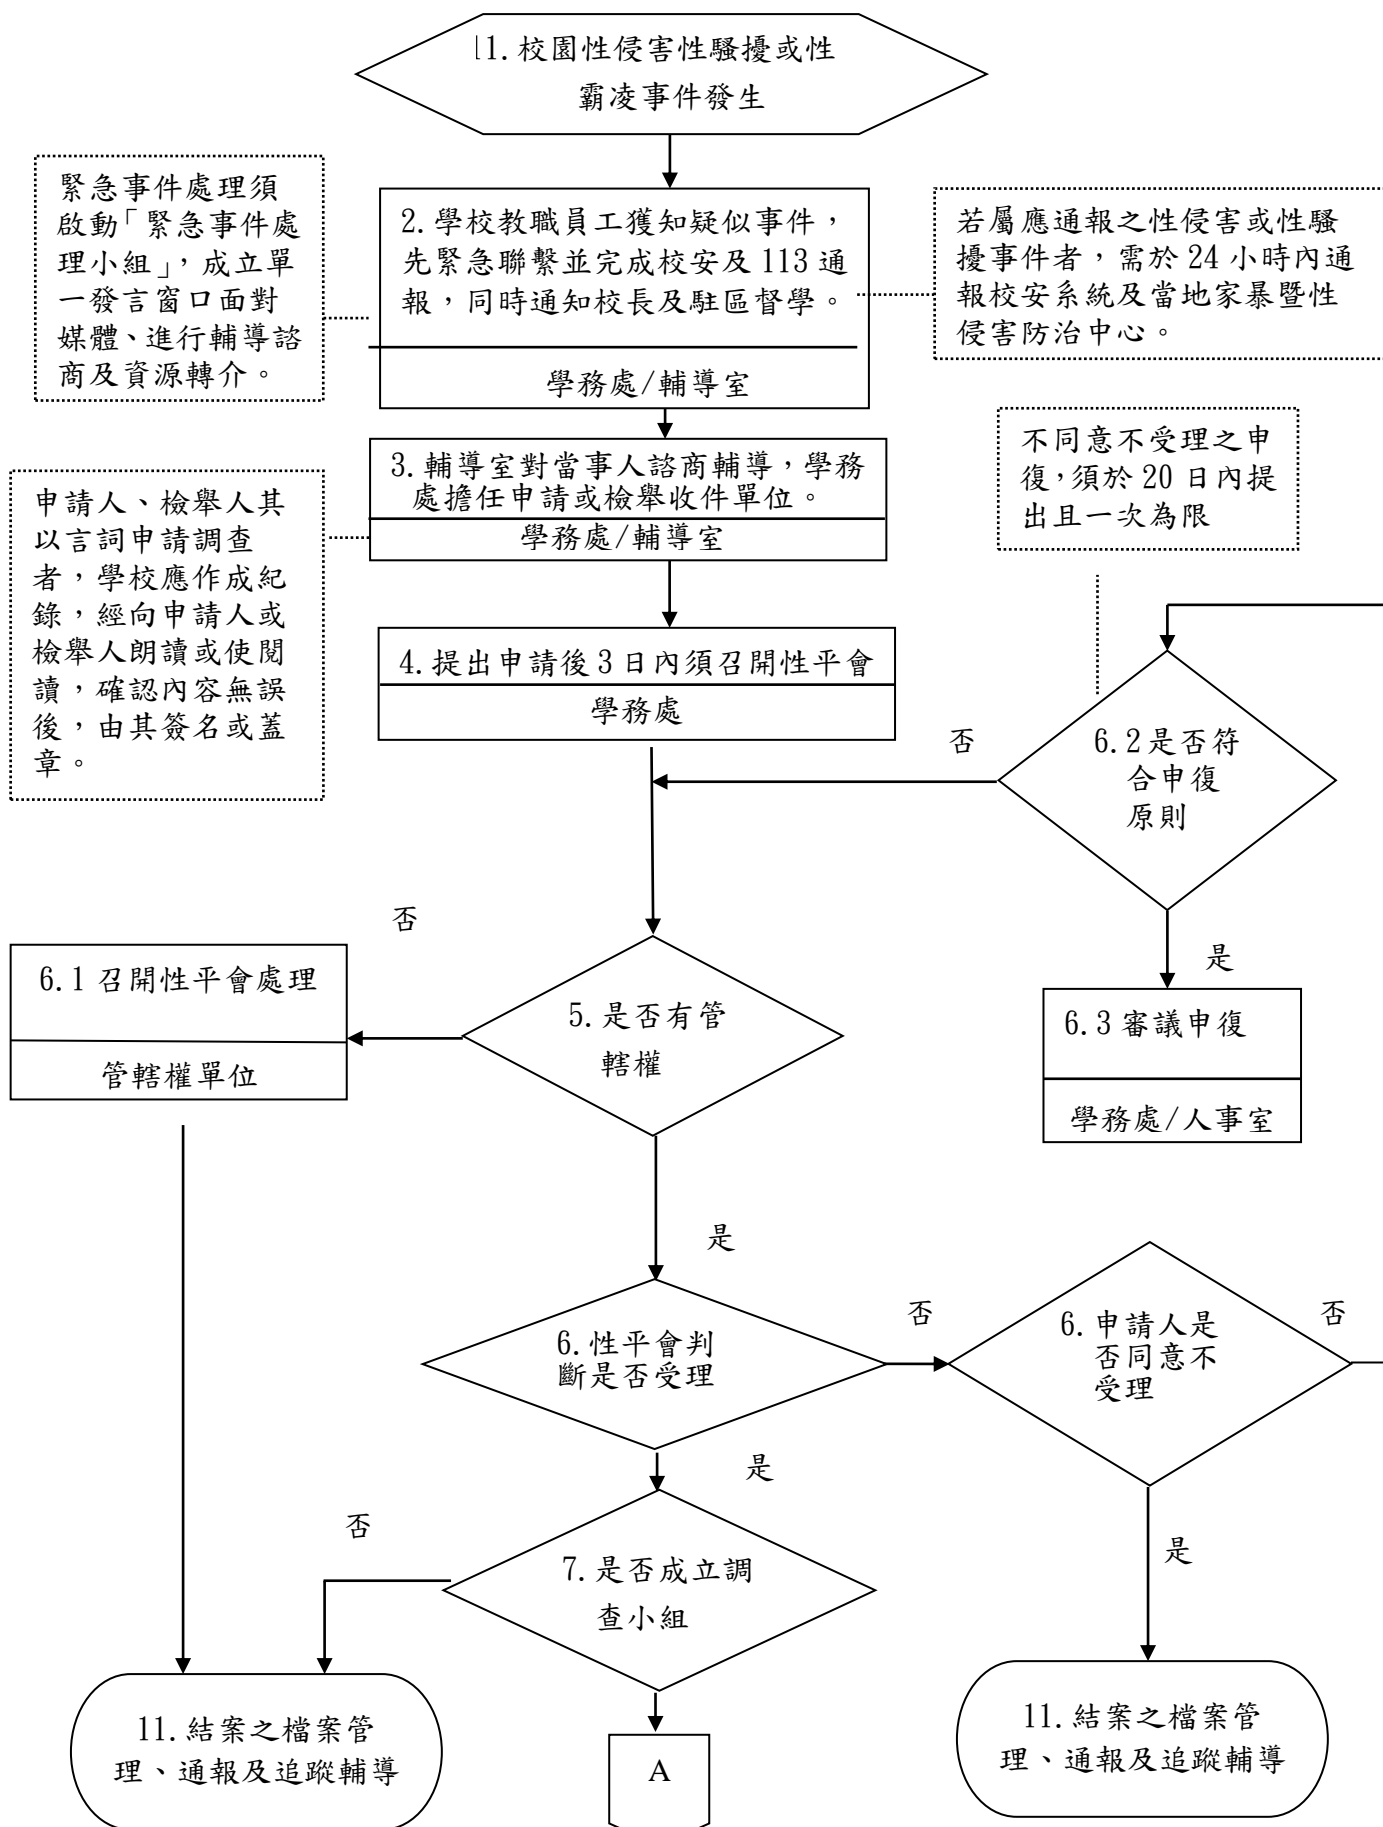 11.校園性侵害性騷擾或性
霸凌事件發生
緊急事件處理須
啟動「緊急事件處
理小組」，成立單
一發言窗口面對
媒體、進行輔導諮
商及資源轉介。
2.學校教職員工獲知疑似事件，
先緊急聯繫並完成校安及 113 通
報，同時通知校長及駐區督學。
學務處/輔導室
若屬應通報之性侵害或性騷
擾事件者，需於 24 小時內通
報校安系統及當地家暴暨性
侵害防治中心。
3.輔導室對當事人諮商輔導，學務
處擔任申請或檢舉收件單位。
學務處/輔導室
不同意不受理之申
復，須於 20 日內提
出且一次為限
申請人、檢舉人其
以言詞申請調查
者，學校應作成紀
錄，經向申請人或
檢舉人朗讀或使閱
讀，確認內容無誤
後，由其簽名或蓋
章。
4.提出申請後 3 日內須召開性平會
學務處
否
6.2 是否符
合申復
原則
否
是
6.1 召開性平會處理
管轄權單位
5.是否有管
轄權
6.3 審議申復
學務處/人事室
是
6.性平會判
斷是否受理
否
6.申請人是
否同意不
受理
否
是
否
是
7.是否成立調
查小組
11.結案之檔案管
理、通報及追蹤輔導
A
11.結案之檔案管
理、通報及追蹤輔導